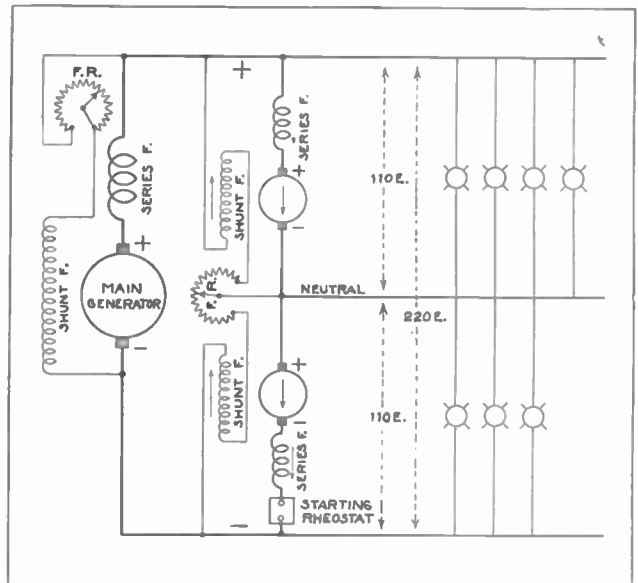 F.R.
+
SERIES F.
SERIES F.
+
-
SHUNT F.
110 E.
+
MAIN
GENERATOR
-
SHUNT F.
F. R.
NEUTRAL
220 E.
+
-
SHUNT F.
SERIES F.
110 E.
STARTING
RHEOSTAT
-